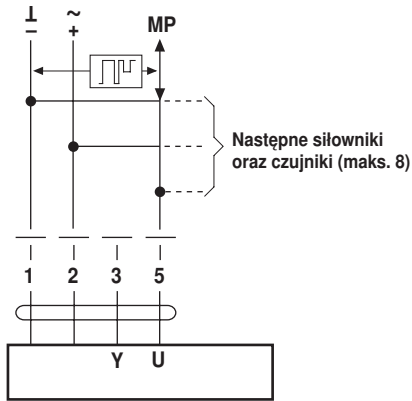 ⊥ ~ MP
– +
Następne siłowniki
oraz czujniki (maks. 8)
1 2 3 5
Y U